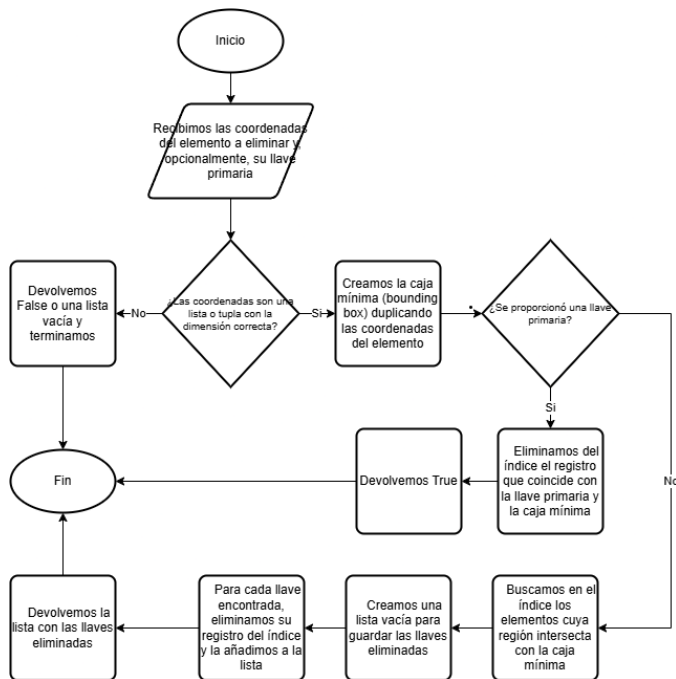 Inicio
Recibimos las coordenadas
del elemento a eliminar y,
opcionalmente, su llave
primaria
¿Las coordenadas son una
lista o tupla con la
dimensión correcta?
No
Devolvemos
False o una lista
vacía y
terminamos
Si
Creamos la caja
mínima (bounding
box) duplicando
las coordenadas
del elemento
¿Se proporcionó una llave
primaria?
Si
Eliminamos del
índice el registro
que coincide con
la llave primaria y
la caja mínima
Devolvemos True
Fin
No
Buscamos en el
índice los
elementos cuya
región intersecta
con la caja
mínima
Creamos una
lista vacía para
guardar las llaves
eliminadas
Para cada llave
encontrada,
eliminamos su
registro del índice
y la añadimos a la
lista
Devolvemos la
lista con las llaves
eliminadas